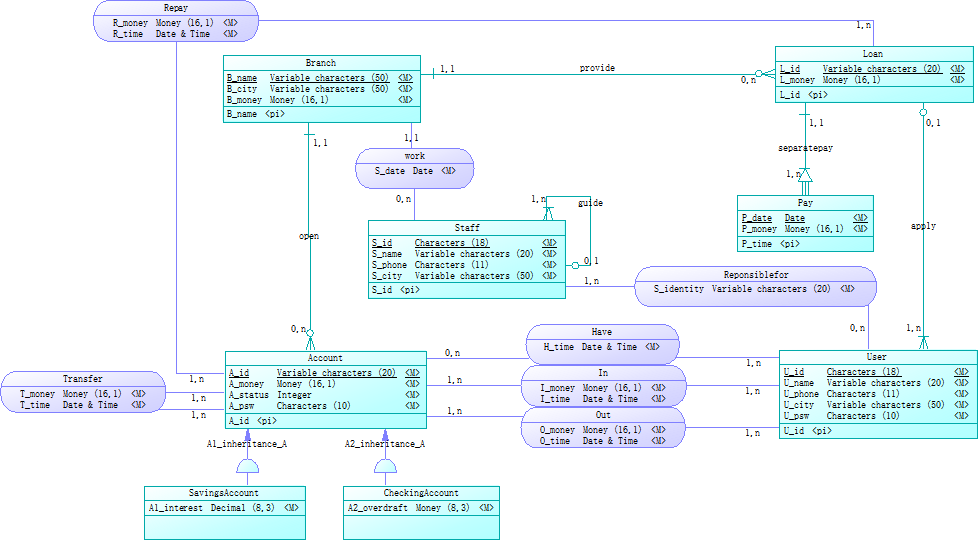 Repay
R_money Money (16,1) <M>
R_time Date & Time <M>
1,n
Branch
B_name Variable characters (50) <M>
B_city Variable characters (50) <M>
B_money Money (16,1) <M>
B_name <pi>
1,1
provide
0,n
Loan
L_id Variable characters (20) <M>
L_money Money (16,1) <M>
L_id <pi>
1,1
1,1
1,1
0,1
work
S_date Date <M>
separatepay
1,n
0,n
1,n
guide
Pay
P_date Date <M>
P_money Money (16,1) <M>
P_time <pi>
Staff
S_id Characters (18) <M>
S_name Variable characters (20) <M>
S_phone Characters (11) <M>
S_city Variable characters (50) <M>
S_id <pi>
open
apply
0,1
1,n
Reponsiblefor
S_identity Variable characters (20) <M>
0,n
0,n
1,n
Have
H_time Date & Time <M>
0,n
1,n
Account
A_id Variable characters (20) <M>
A_money Money (16,1) <M>
A_status Integer <M>
A_psw Characters (10) <M>
A_id <pi>
User
U_id Characters (18) <M>
U_name Variable characters (20) <M>
U_phone Characters (11) <M>
U_city Variable characters (50) <M>
U_psw Characters (10) <M>
U_id <pi>
Transfer
T_money Money (16,1) <M>
T_time Date & Time <M>
1,n
1,n
1,n
In
I_money Money (16,1) <M>
I_time Date & Time <M>
1,n
1,n
Out
O_money Money (16,1) <M>
O_time Date & Time <M>
1,n
1,n
A1_inheritance_A
A2_inheritance_A
SavingsAccount
A1_interest Decimal (8,3) <M>
CheckingAccount
A2_overdraft Money (8,3) <M>